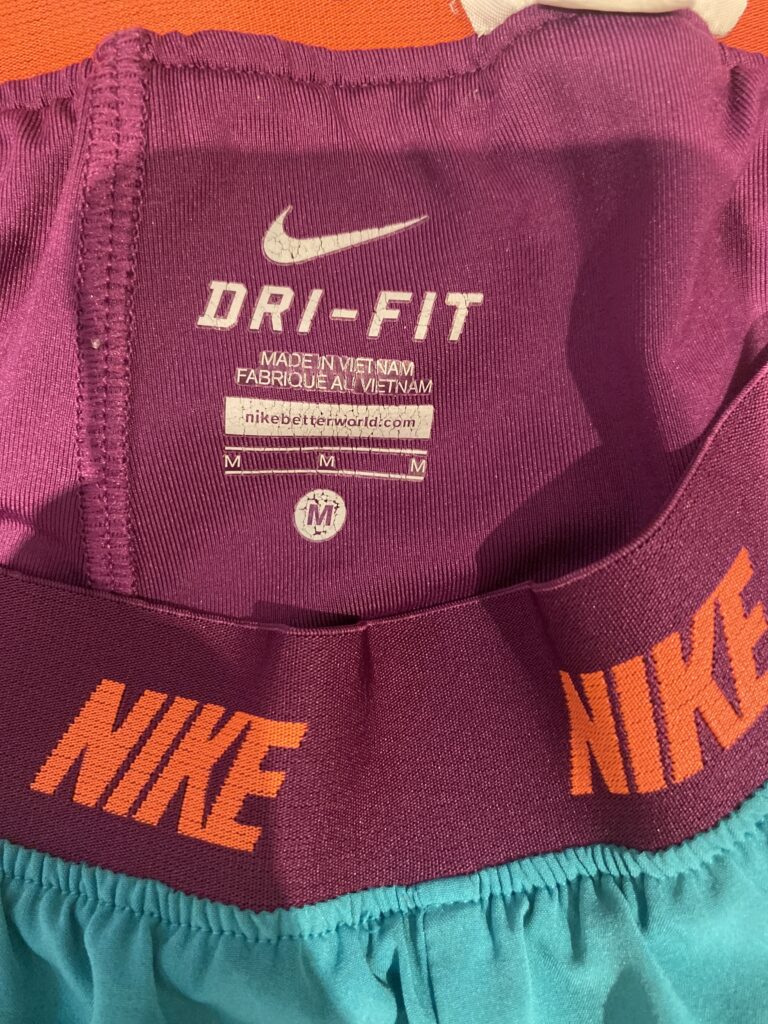 DRI-FIT
MADE IN VIETNAM
FABRIQUE AU VIETNAM
nikebetterworld.com
M M M
M
NIKE NIKE